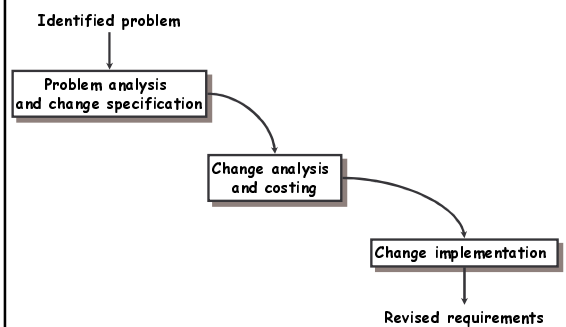 Identified problem
Problem analysis
and change specification
Change analysis
and costing
Change implementation
Revised requirements